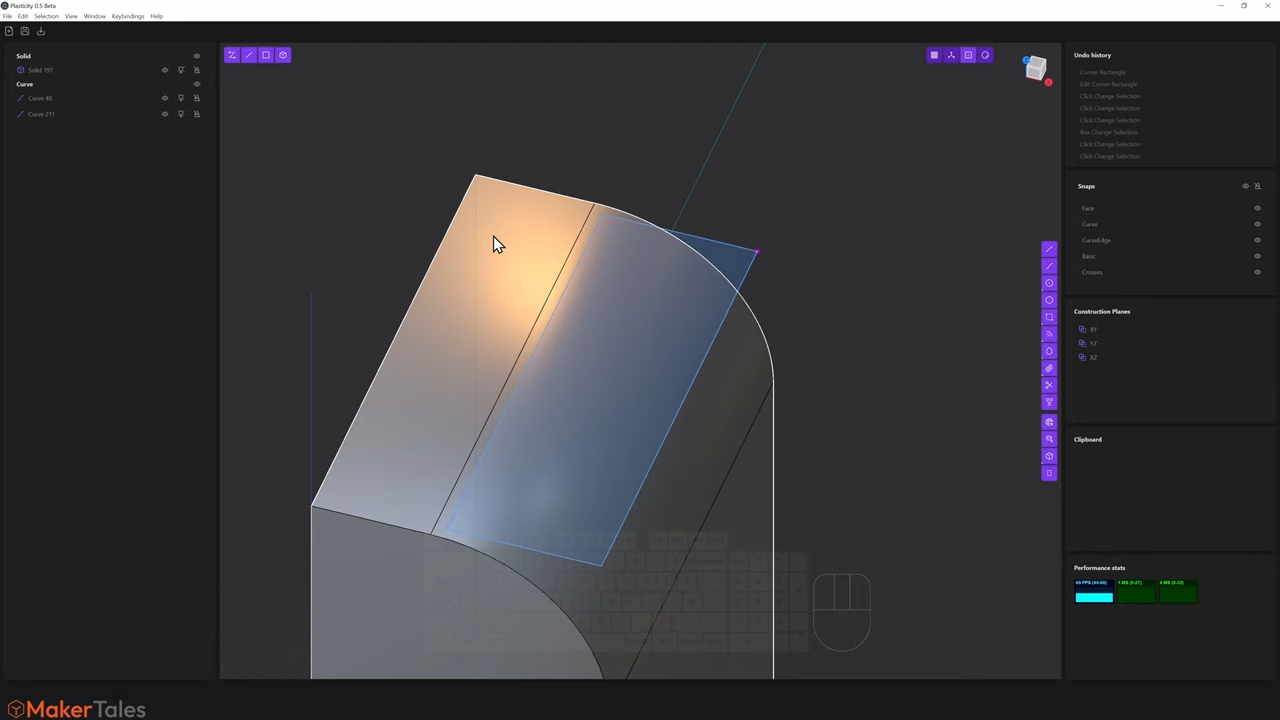 Plasticity 0.5 Beta
File Edit Selection View Window Keybindings Help
Solid
Solid 197
Curve
Curve 40
Curve 211
Undo history
Corner Rectangle
Edit Corner Rectangle
Click Change Selection
Click Change Selection
Click Change Selection
Box Change Selection
Click Change Selection
Click Change Selection
Snaps
Face
Curve
CurveEdge
Basic
Crosses
Construction Planes
XY
YZ
XZ
Clipboard
Performance stats
MakerTales